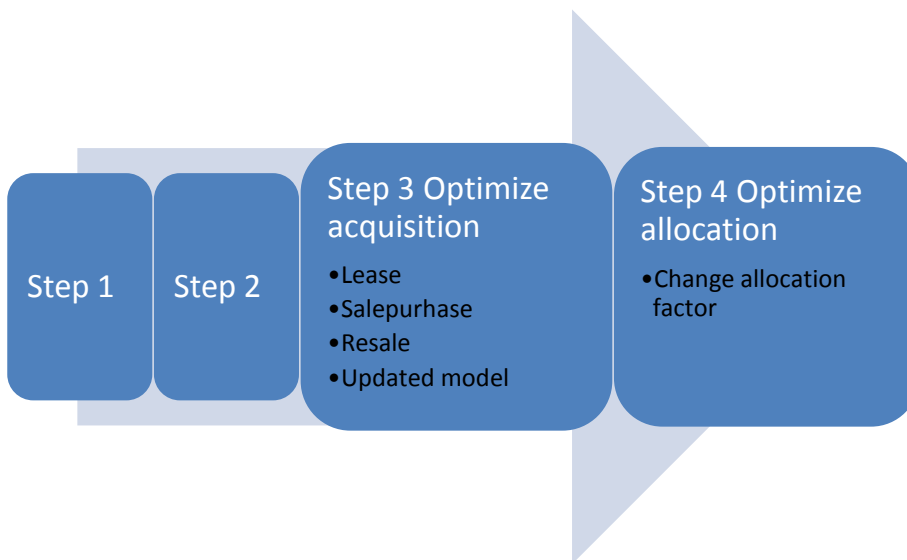 Step 1
Step 2
Step 3 Optimize
acquisition
•Lease
•Salepurhase
•Resale
•Updated model
Step 4 Optimize
allocation
•Change allocation
factor